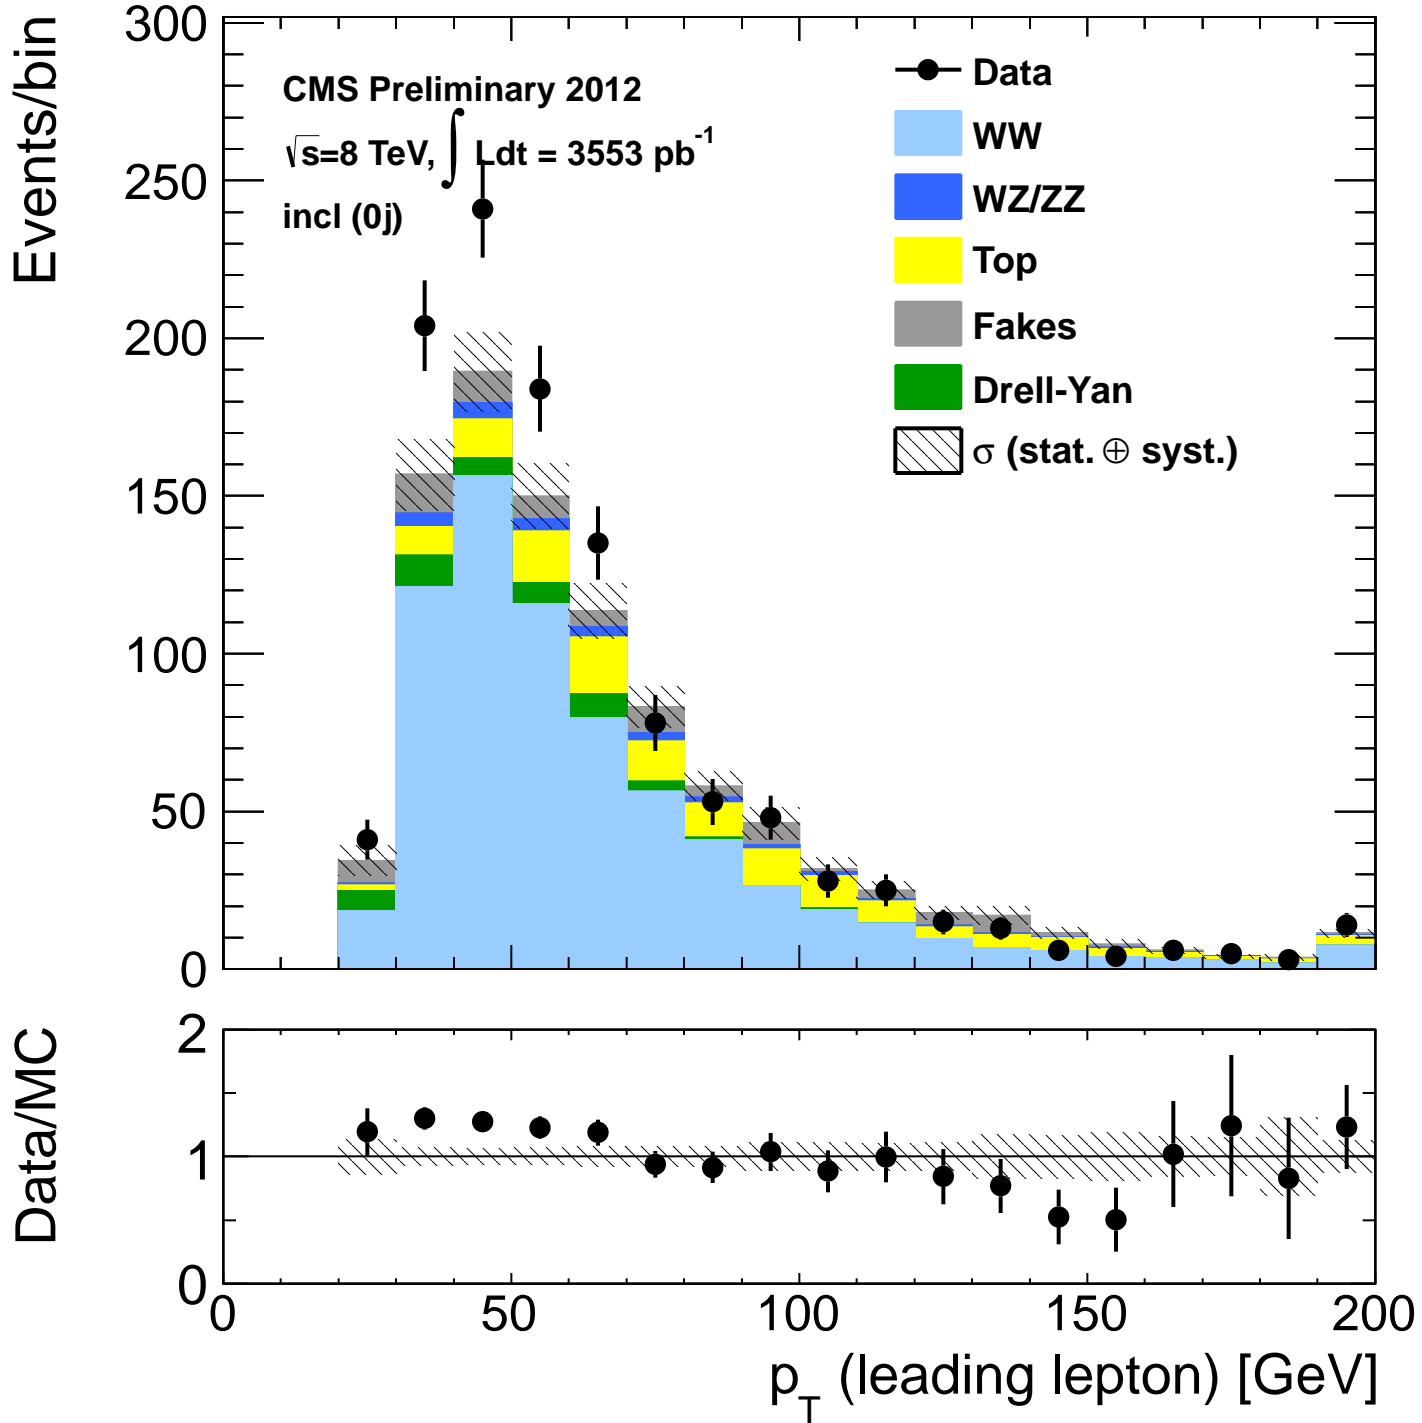 Events/bin
300
250
200
150
100
50
0
CMS Preliminary 2012
√s=8 TeV, ∫ Ldt = 3553 pb⁻¹
incl (0j)
Data
WW
WZ/ZZ
Top
Fakes
Drell-Yan
σ (stat. ⊕ syst.)
Data/MC
2
1
0
0 50 100 150 200
p_T (leading lepton) [GeV]